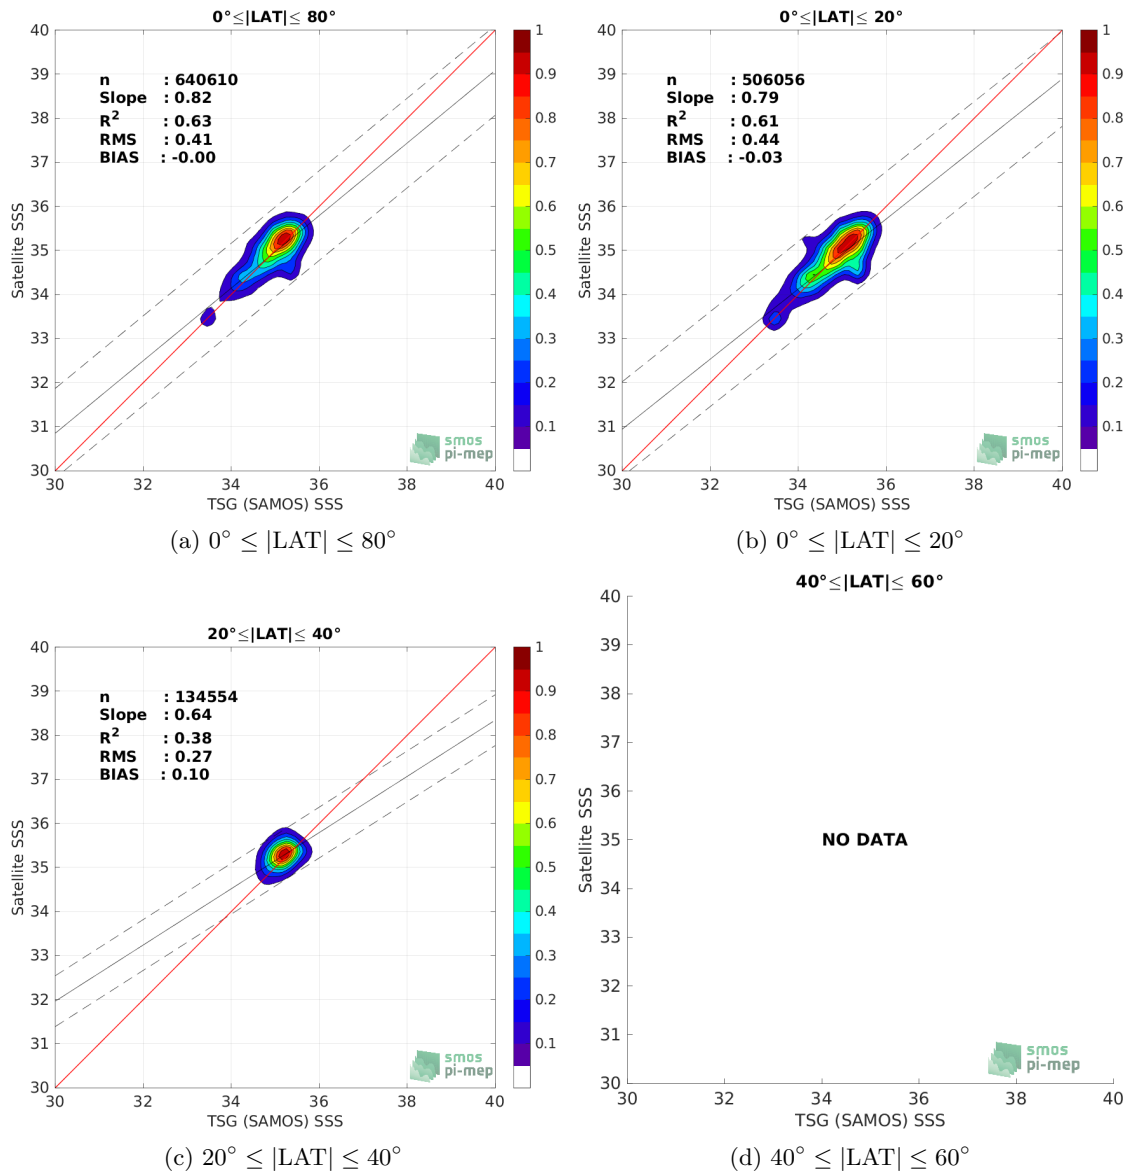 0°≤|LAT|≤ 80°
40
39
38
37
36
35
34
33
32
31
30
Satellite SSS
n : 640610
Slope : 0.82
R² : 0.63
RMS : 0.41
BIAS : -0.00
smos
pi-mep
30 32 34 36 38 40
TSG (SAMOS) SSS
1
0.9
0.8
0.7
0.6
0.5
0.4
0.3
0.2
0.1
(a) 0° ≤ |LAT| ≤ 80°
0°≤|LAT|≤ 20°
40
39
38
37
36
35
34
33
32
31
30
Satellite SSS
n : 506056
Slope : 0.79
R² : 0.61
RMS : 0.44
BIAS : -0.03
smos
pi-mep
30 32 34 36 38 40
TSG (SAMOS) SSS
1
0.9
0.8
0.7
0.6
0.5
0.4
0.3
0.2
0.1
(b) 0° ≤ |LAT| ≤ 20°
20°≤|LAT|≤ 40°
40
39
38
37
36
35
34
33
32
31
30
Satellite SSS
n : 134554
Slope : 0.64
R² : 0.38
RMS : 0.27
BIAS : 0.10
smos
pi-mep
30 32 34 36 38 40
TSG (SAMOS) SSS
1
0.9
0.8
0.7
0.6
0.5
0.4
0.3
0.2
0.1
(c) 20° ≤ |LAT| ≤ 40°
40°≤|LAT|≤ 60°
40
39
38
37
36
35
34
33
32
31
30
Satellite SSS
NO DATA
smos
pi-mep
30 32 34 36 38 40
TSG (SAMOS) SSS
(d) 40° ≤ |LAT| ≤ 60°